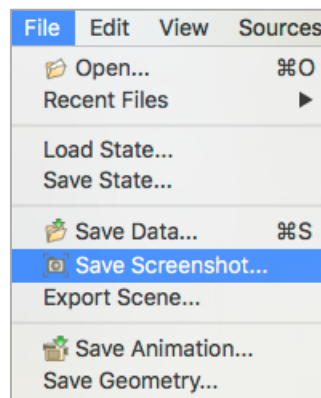 File Edit View Sources
Open... ⌘O
Recent Files ▶
Load State...
Save State...
Save Data... ⌘S
Save Screenshot...
Export Scene...
Save Animation...
Save Geometry...